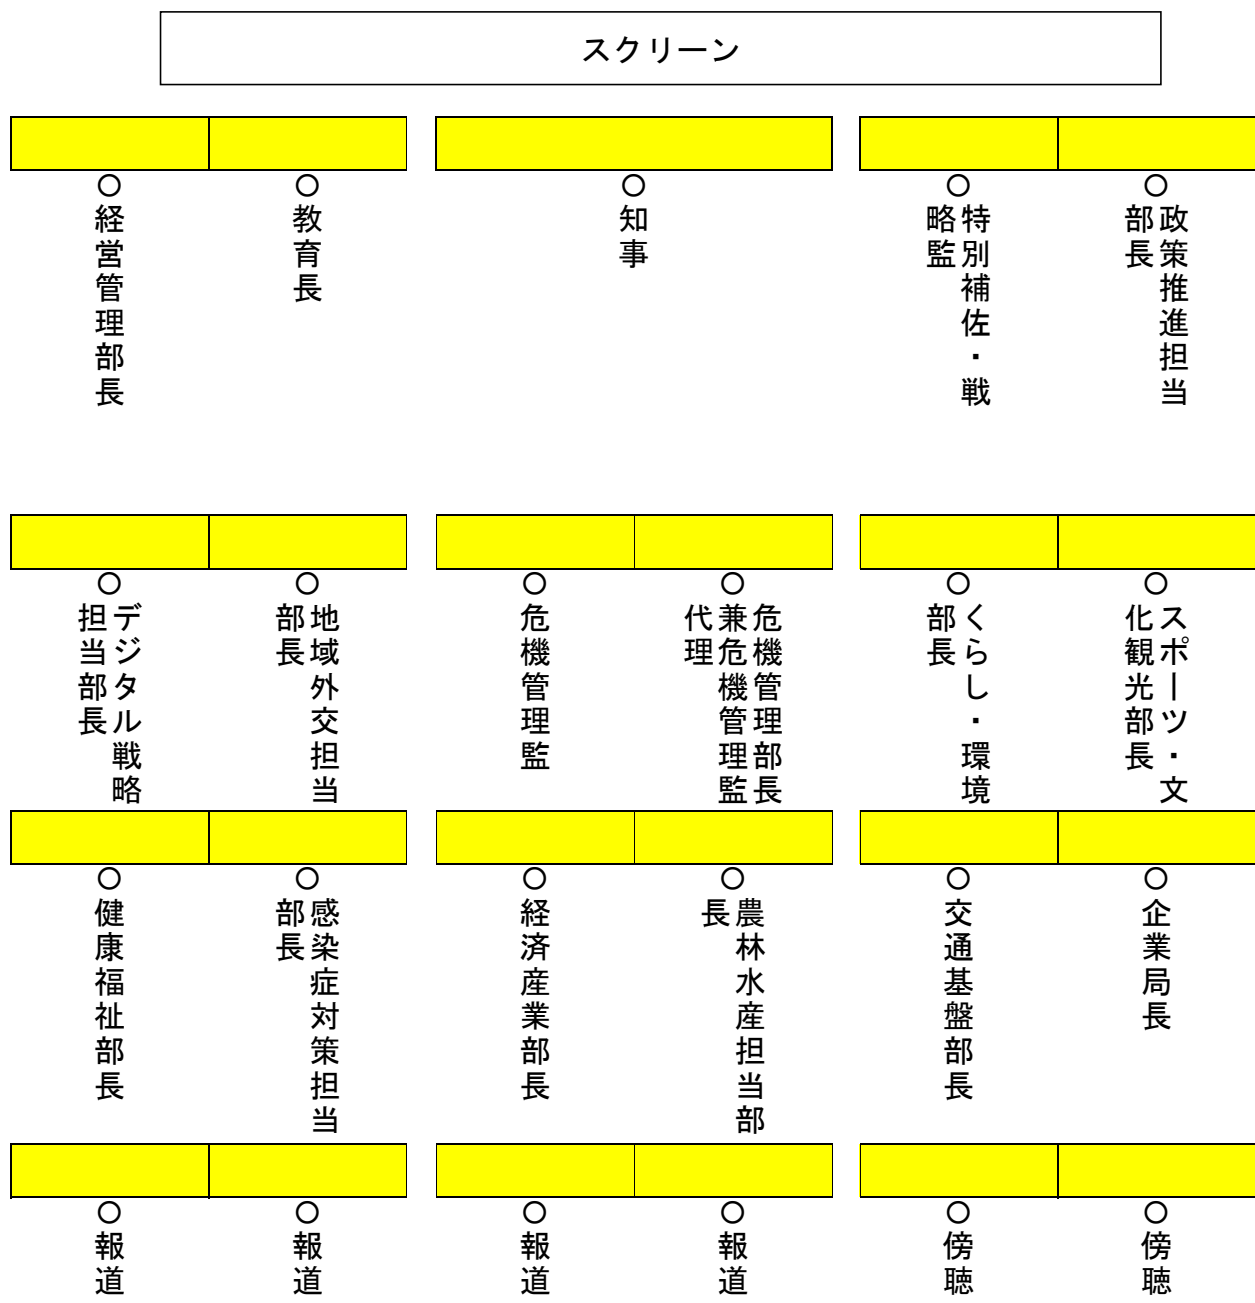 スクリーン
○
経営管理部長
○
教育長
○
知事
○
特別補佐・戦
略監
○
政策推進担当
部長
○
デジタル戦略
担当部長
○
地域外交担当
部長
○
危機管理監
○
危機管理部長
兼危機管理監
代理
○
くらし・環境
部長
○
スポーツ・文
化観光部長
○
健康福祉部長
○
感染症対策担当
部長
○
経済産業部長
○
農林水産担当部
長
○
交通基盤部長
○
企業局長
○
報道
○
報道
○
報道
○
報道
○
傍聴
○
傍聴